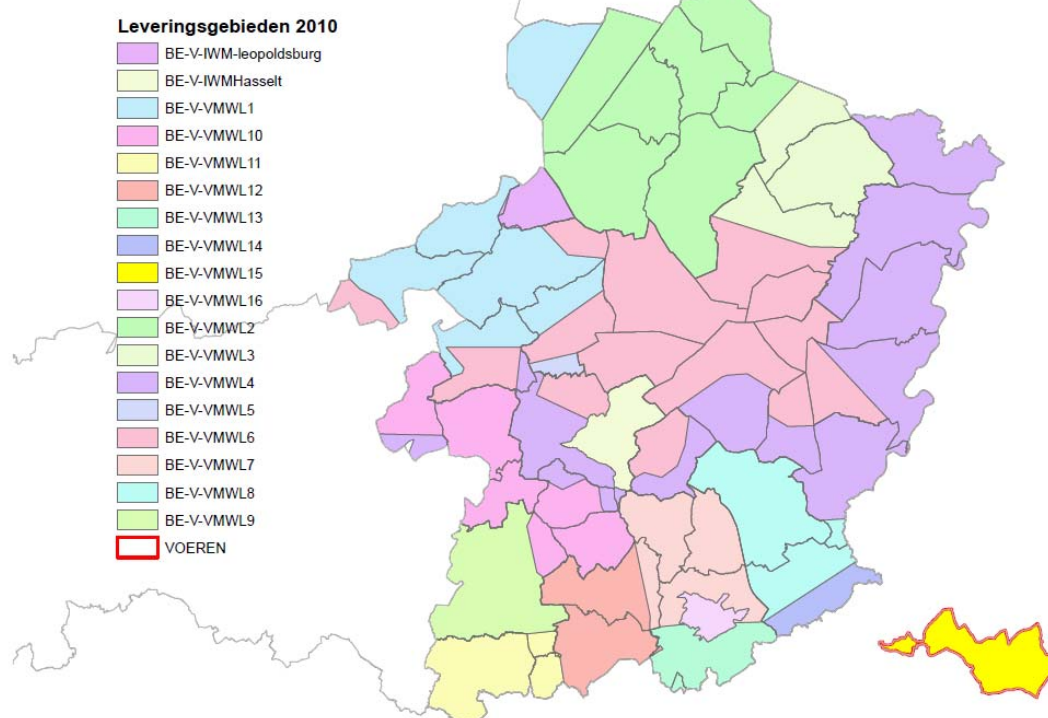 Leveringsgebieden 2010
BE-V-IWM-leopoldsburg
BE-V-IWMHasselt
BE-V-VMWL1
BE-V-VMWL10
BE-V-VMWL11
BE-V-VMWL12
BE-V-VMWL13
BE-V-VMWL14
BE-V-VMWL15
BE-V-VMWL16
BE-V-VMWL2
BE-V-VMWL3
BE-V-VMWL4
BE-V-VMWL5
BE-V-VMWL6
BE-V-VMWL7
BE-V-VMWL8
BE-V-VMWL9
VOEREN